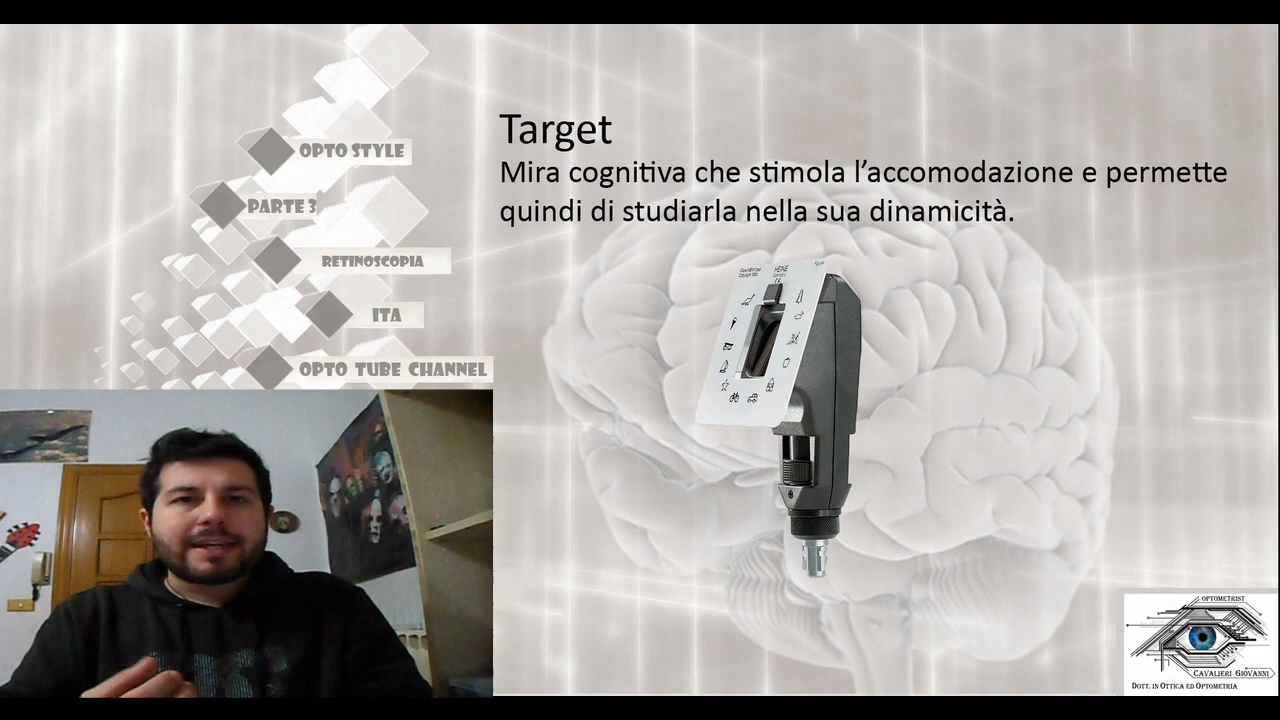 Target
Mira cognitiva che stimola l’accomodazione e permette
quindi di studiarla nella sua dinamicità.
OPTO STYLE
PARTE 3
RETINOSCOPIA
ITA
OPTO TUBE CHANNEL
HEINE
OPTOMETRIST
CAVALIERI GIOVANNI
DOTT. IN OTTICA ED OPTOMETRIA